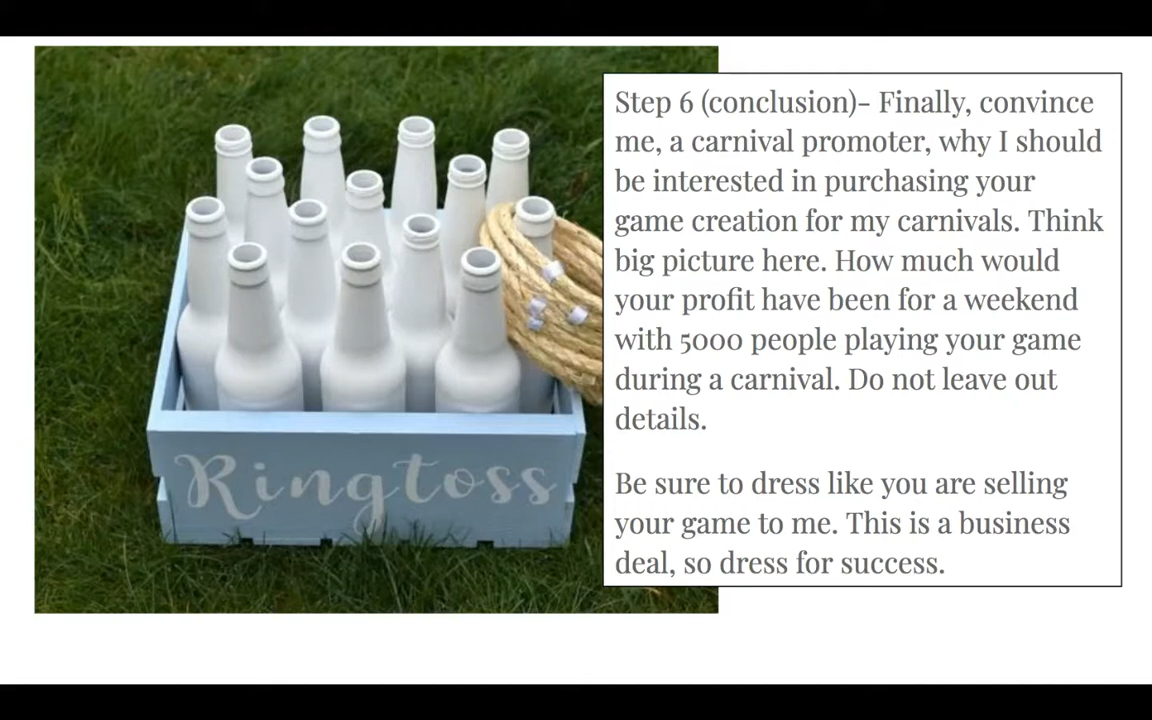 Ringtoss
Step 6 (conclusion)- Finally, convince
me, a carnival promoter, why I should
be interested in purchasing your
game creation for my carnivals. Think
big picture here. How much would
your profit have been for a weekend
with 5000 people playing your game
during a carnival. Do not leave out
details.
Be sure to dress like you are selling
your game to me. This is a business
deal, so dress for success.